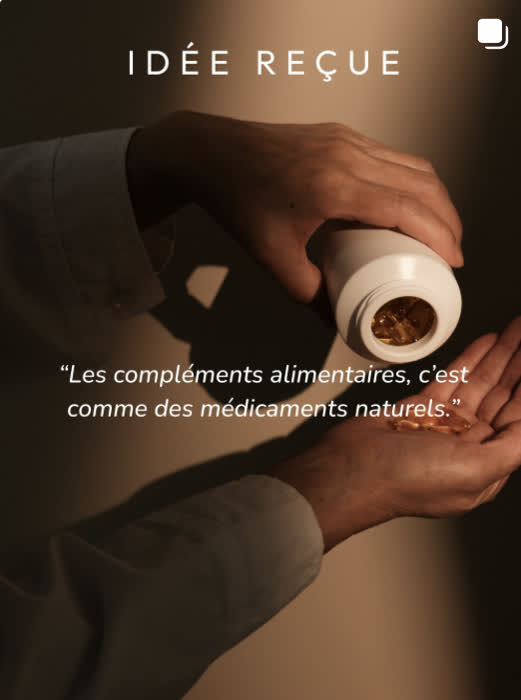 IDÉE REÇUE
“Les compléments alimentaires, c’est
comme des médicaments naturels.”